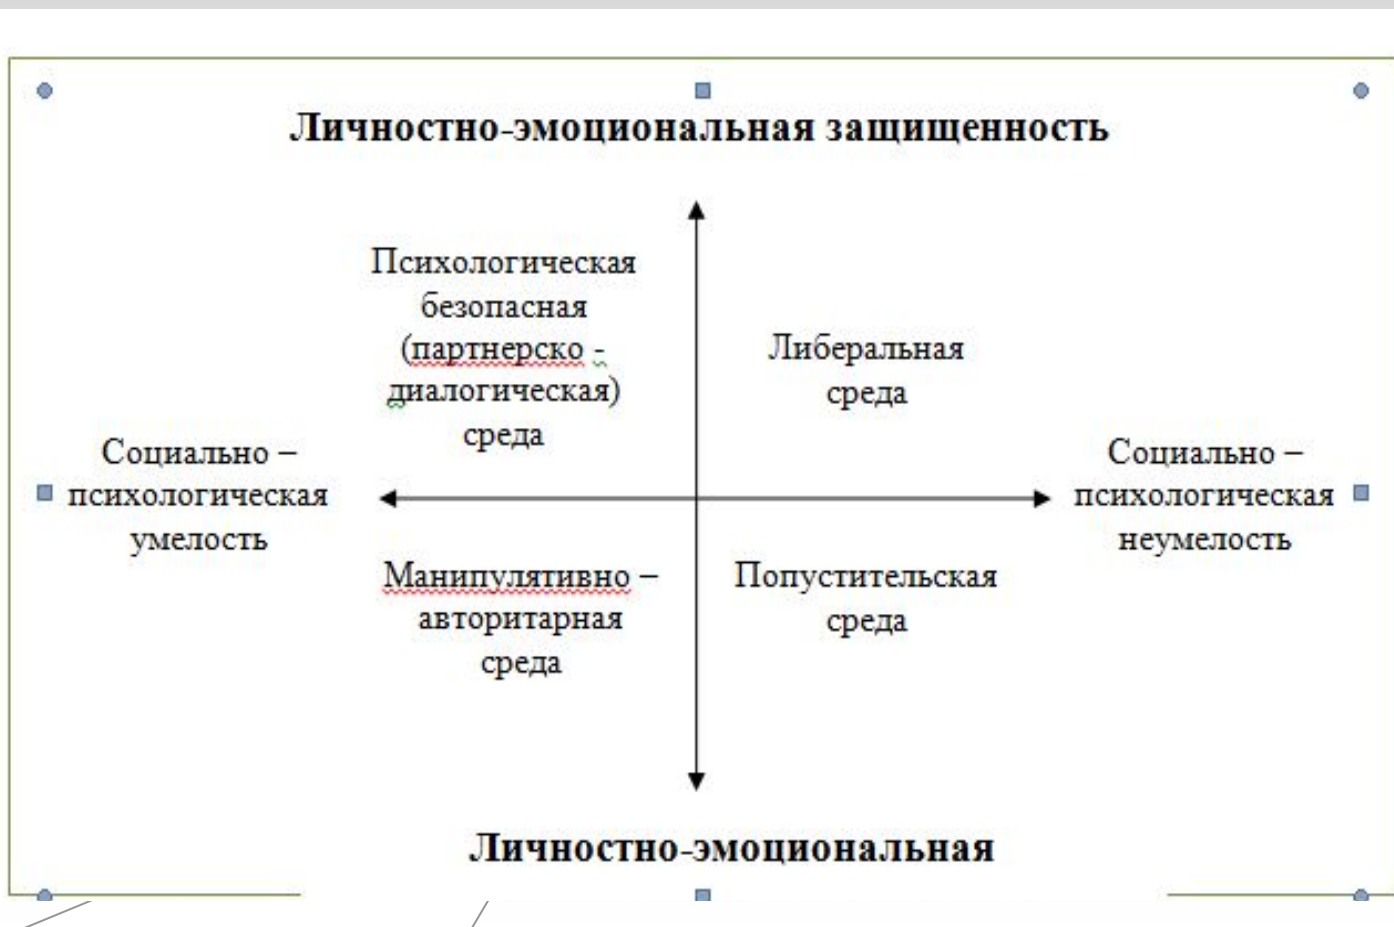 Личностно-эмоциональная защищенность
Психологическая
безопасная
(партнерско -
диалогическая)
среда
Либеральная
среда
Социально –
психологическая
умелость
Социально –
психологическая
неумелость
Манипулятивно –
авторитарная
среда
Попустительская
среда
Личностно-эмоциональная